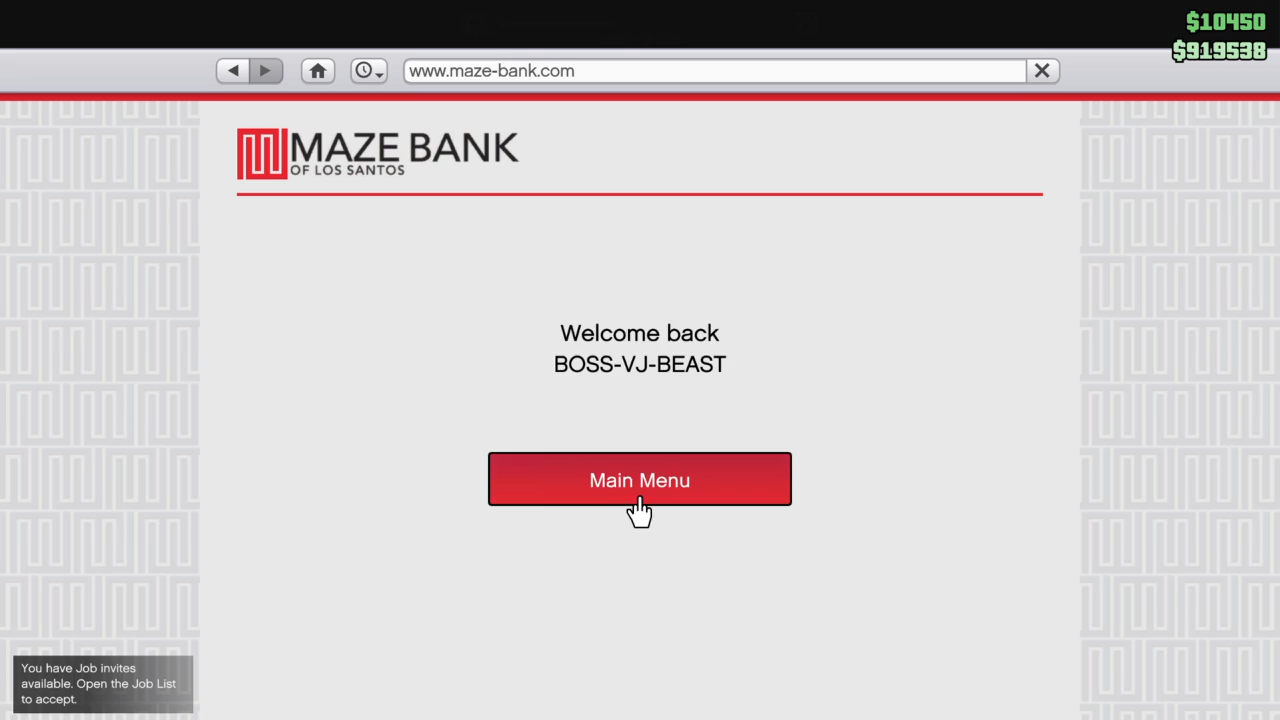 $10450
$919538
www.maze-bank.com
MAZE BANK
OF LOS SANTOS
Welcome back
BOSS-VJ-BEAST
Main Menu
You have Job invites
available. Open the Job List
to accept.